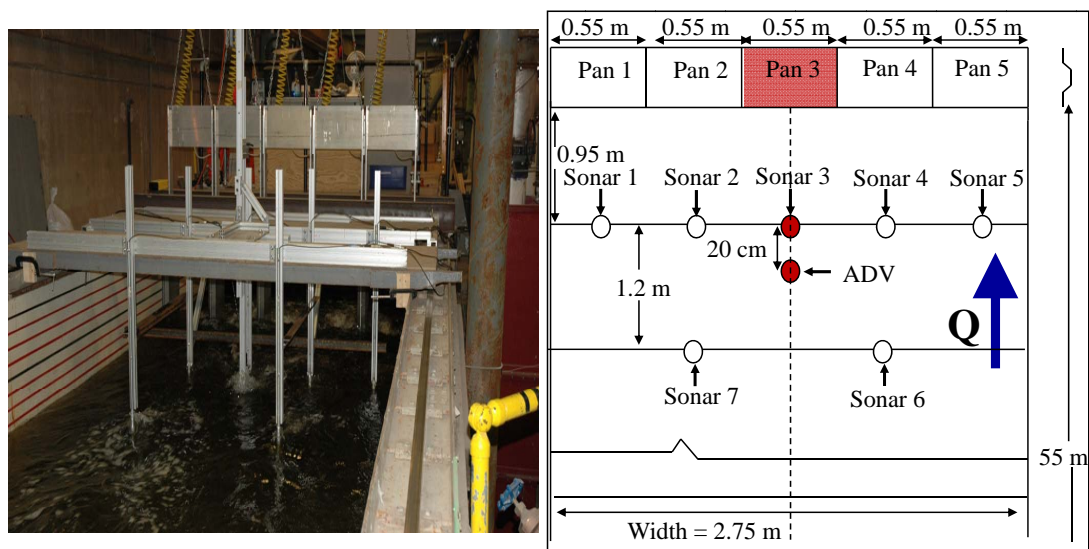 0.55 m 0.55 m 0.55 m 0.55 m 0.55 m
Pan 1 Pan 2 Pan 3 Pan 4 Pan 5
0.95 m
Sonar 1 Sonar 2 Sonar 3 Sonar 4 Sonar 5
20 cm
ADV
1.2 m
Q
Sonar 7 Sonar 6
55 m
Width = 2.75 m